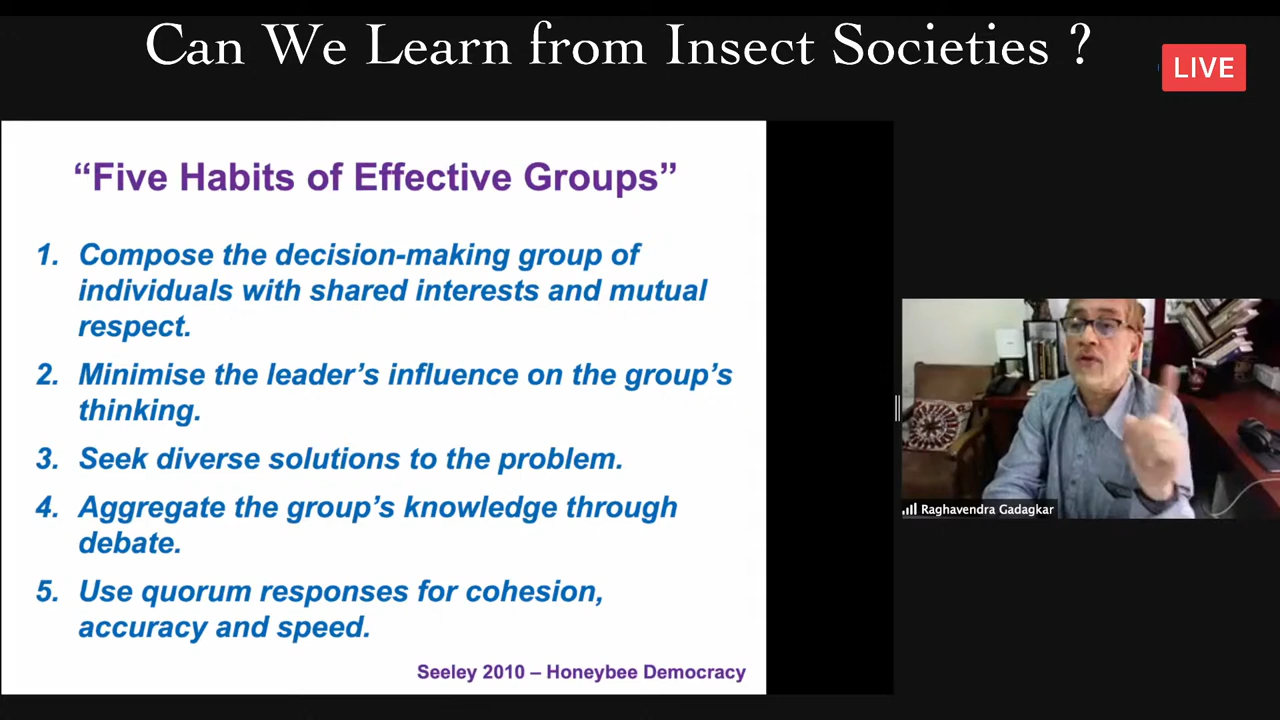 Can We Learn from Insect Societies ?
LIVE
“Five Habits of Effective Groups”
1. Compose the decision-making group of
individuals with shared interests and mutual
respect.
2. Minimise the leader’s influence on the group’s
thinking.
3. Seek diverse solutions to the problem.
4. Aggregate the group’s knowledge through
debate.
5. Use quorum responses for cohesion,
accuracy and speed.
Seeley 2010 – Honeybee Democracy
Raghavendra Gadagkar